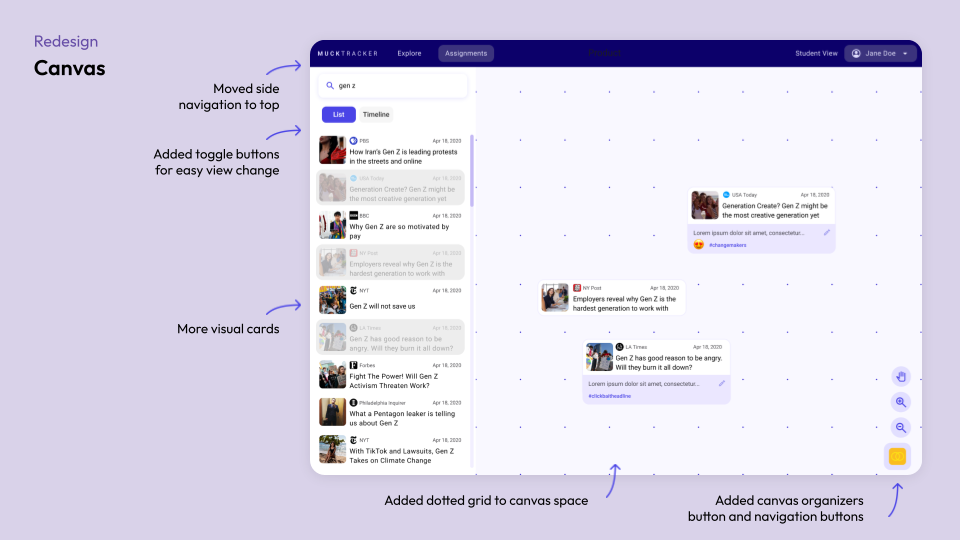 Redesign
Canvas
Moved side
navigation to top
Added toggle buttons
for easy view change
More visual cards
MUCKTRACKER
Explore
Assignments
Student View
Jane Doe
gen z
List
Timeline
PBS
Apr 18, 2020
How Iran's Gen Z is leading protests
in the streets and online
USA Today
Apr 18, 2020
Generation Create? Gen Z might be
the most creative generation yet
BBC
Apr 18, 2020
Why Gen Z are so motivated by
pay
NY Post
Apr 18, 2020
Employers reveal why Gen Z is the
hardest generation to work with
NYT
Apr 18, 2020
Gen Z will not save us
LA Times
Apr 18, 2020
Gen Z has good reason to be
angry. Will they burn it all down?
Forbes
Apr 18, 2020
Fight The Power! Will Gen Z
Activism Threaten Work?
Philadelphia Inquirer
Apr 18, 2020
What a Pentagon leaker is telling
us about Gen Z
NYT
Apr 18, 2020
With TikTok and Lawsuits, Gen Z
Takes on Climate Change
USA Today
Apr 18, 2020
Generation Create? Gen Z might be
the most creative generation yet
Lorem ipsum dolor sit amet, consectetur...
#changemakers
NY Post
Apr 18, 2020
Employers reveal why Gen Z is the
hardest generation to work with
LA Times
Apr 18, 2020
Gen Z has good reason to be angry.
Will they burn it all down?
Lorem ipsum dolor sit amet, consectetur...
#clickbaitheadline
Added dotted grid to canvas space
Added canvas organizers
button and navigation buttons